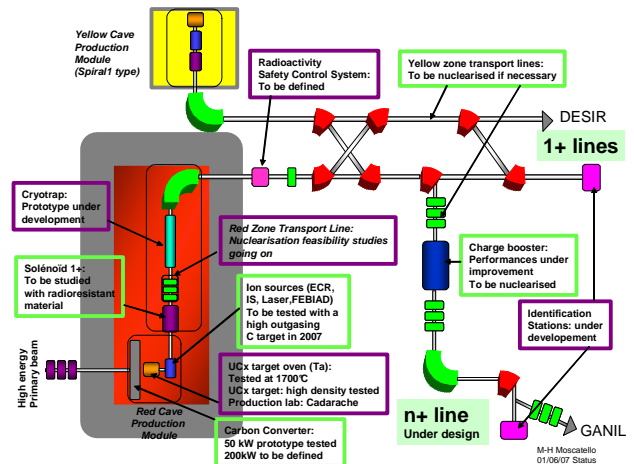 Yellow Cave
Production
Module
(Spiral1 type)
Radioactivity
Safety Control System:
To be defined
Yellow zone transport lines:
To be nuclearised if necessary
DESIR
1+ lines
Cryotrap:
Prototype under
development
Red Zone Transport Line:
Nuclearisation feasibility studies
going on
Solénoïd 1+:
To be studied
with radioresistant
material
Ion sources (ECR,
IS, Laser,FEBIAD)
To be tested with a
high outgasing
C target in 2007
Charge booster:
Performances under
improvement
To be nuclearised
Identification
Stations: under
developement
High energy
Primary beam
UCx target oven (Ta):
Tested at 1700°C
UCx target: high density tested
Production lab: Cadarache
Red Cave
Production
Module
Carbon Converter:
50 kW prototype tested
200kW to be defined
n+ line
Under design
GANIL
M-H Moscatello
01/06/07 Status